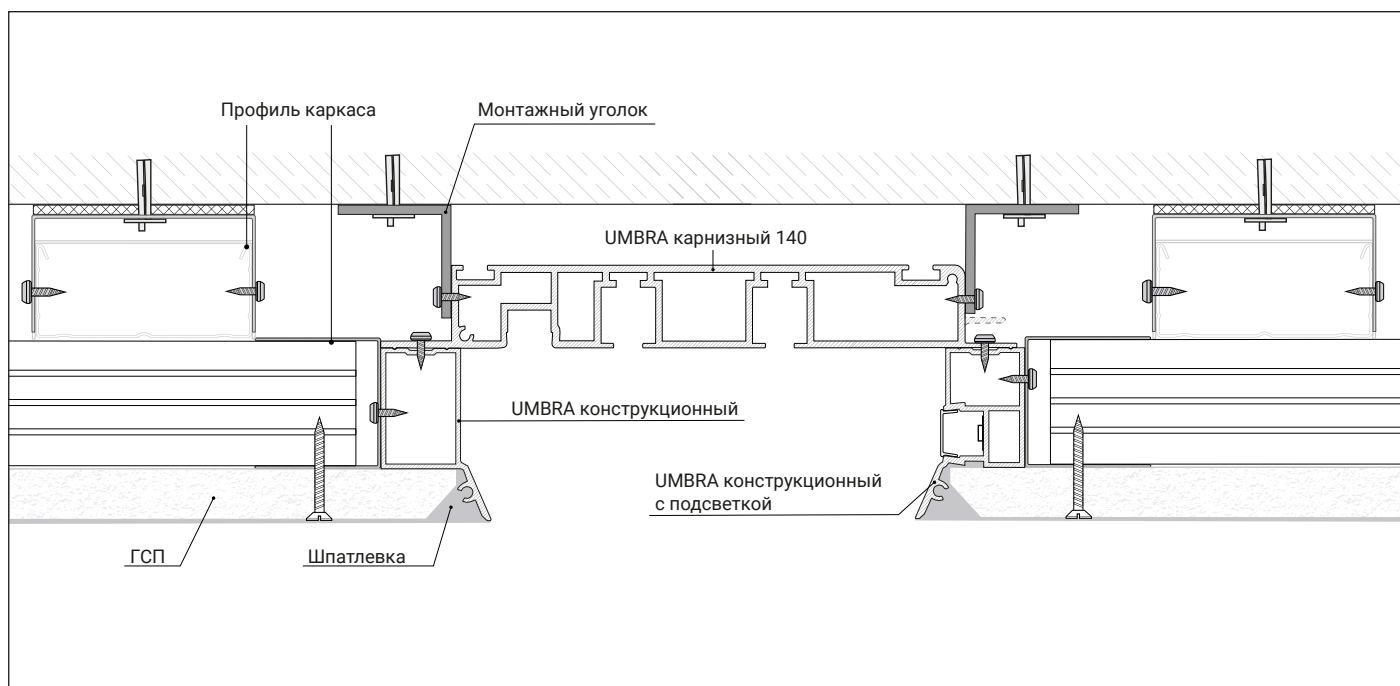 Профиль каркаса
Монтажный уголок
UMBRA карнизный 140
UMBRA конструкционный
UMBRA конструкционный
с подсветкой
ГСП
Шпатлевка